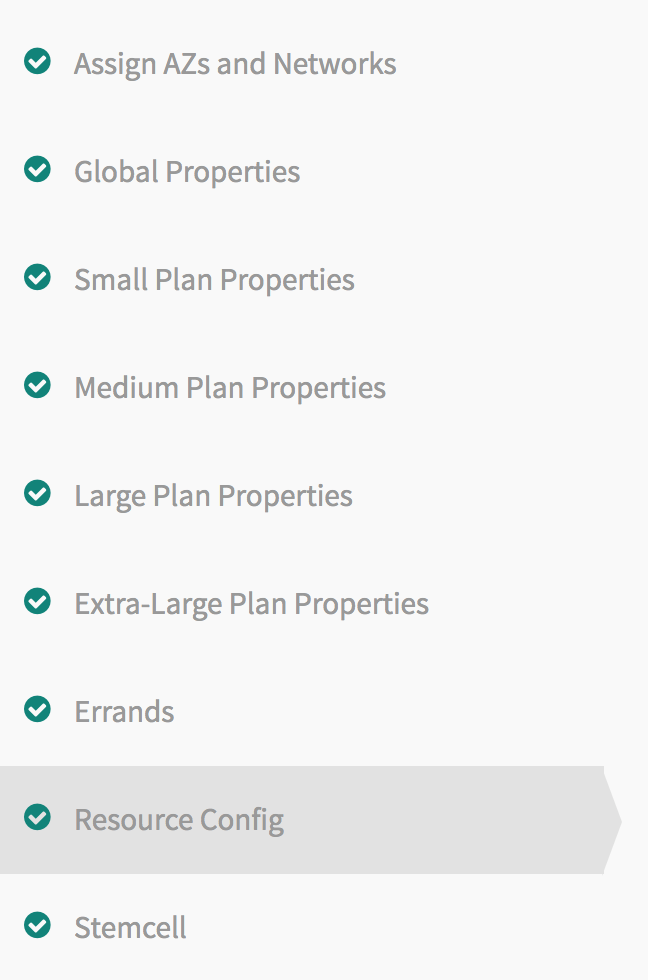 Assign AZs and Networks
Global Properties
Small Plan Properties
Medium Plan Properties
Large Plan Properties
Extra-Large Plan Properties
Errands
Resource Config
Stemcell